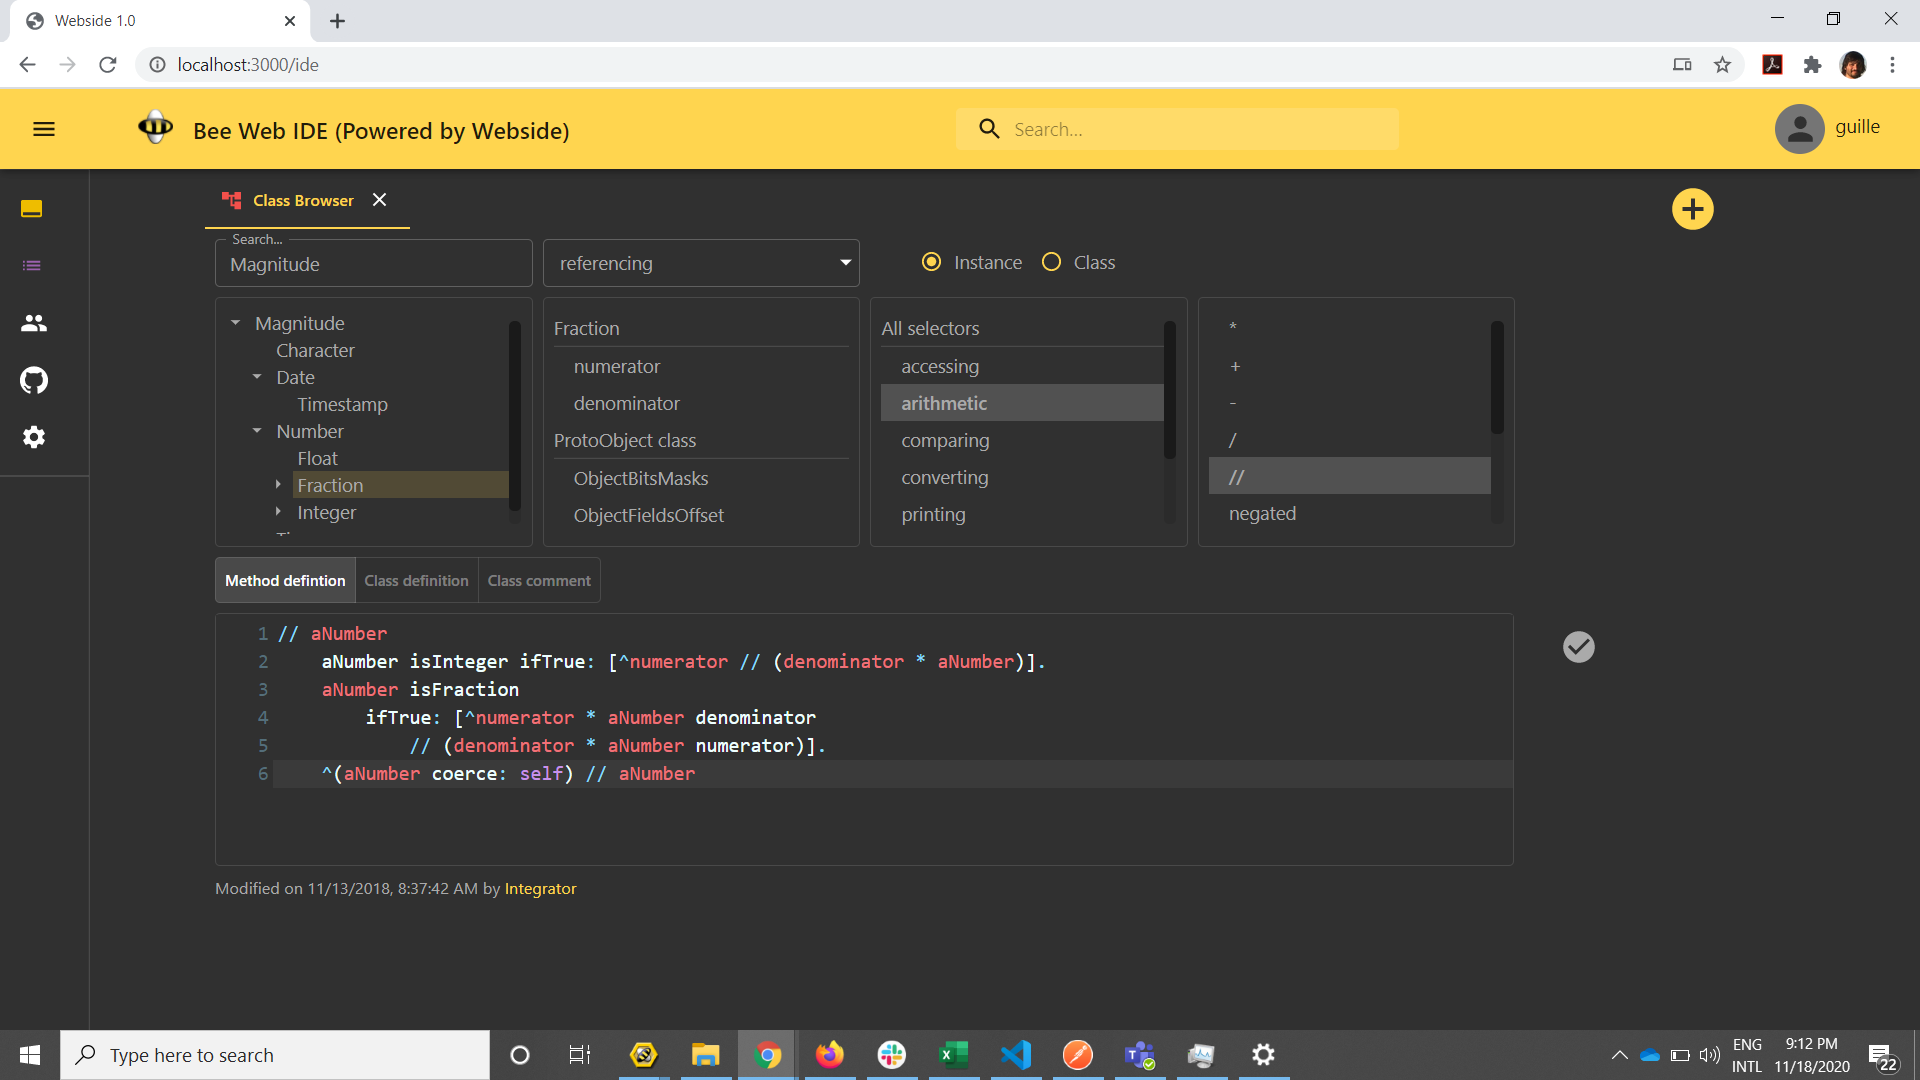 Webside 1.0
localhost:3000/ide
Bee Web IDE (Powered by Webside)
Search...
guille
Class Browser
Search...
Magnitude
referencing
Instance
Class
Magnitude
Character
Date
Timestamp
Number
Float
Fraction
Integer
Fraction
numerator
denominator
ProtoObject class
ObjectBitsMasks
ObjectFieldsOffset
All selectors
accessing
arithmetic
comparing
converting
printing
*
+
-
/
//
negated
Method defintion
Class definition
Class comment
1 // aNumber
2 aNumber isInteger ifTrue: [^numerator // (denominator * aNumber)].
3 aNumber isFraction
4 ifTrue: [^numerator * aNumber denominator
5 // (denominator * aNumber numerator)].
6 ^(aNumber coerce: self) // aNumber
Modified on 11/13/2018, 8:37:42 AM by Integrator
Type here to search
ENG
INTL
9:12 PM
11/18/2020
22